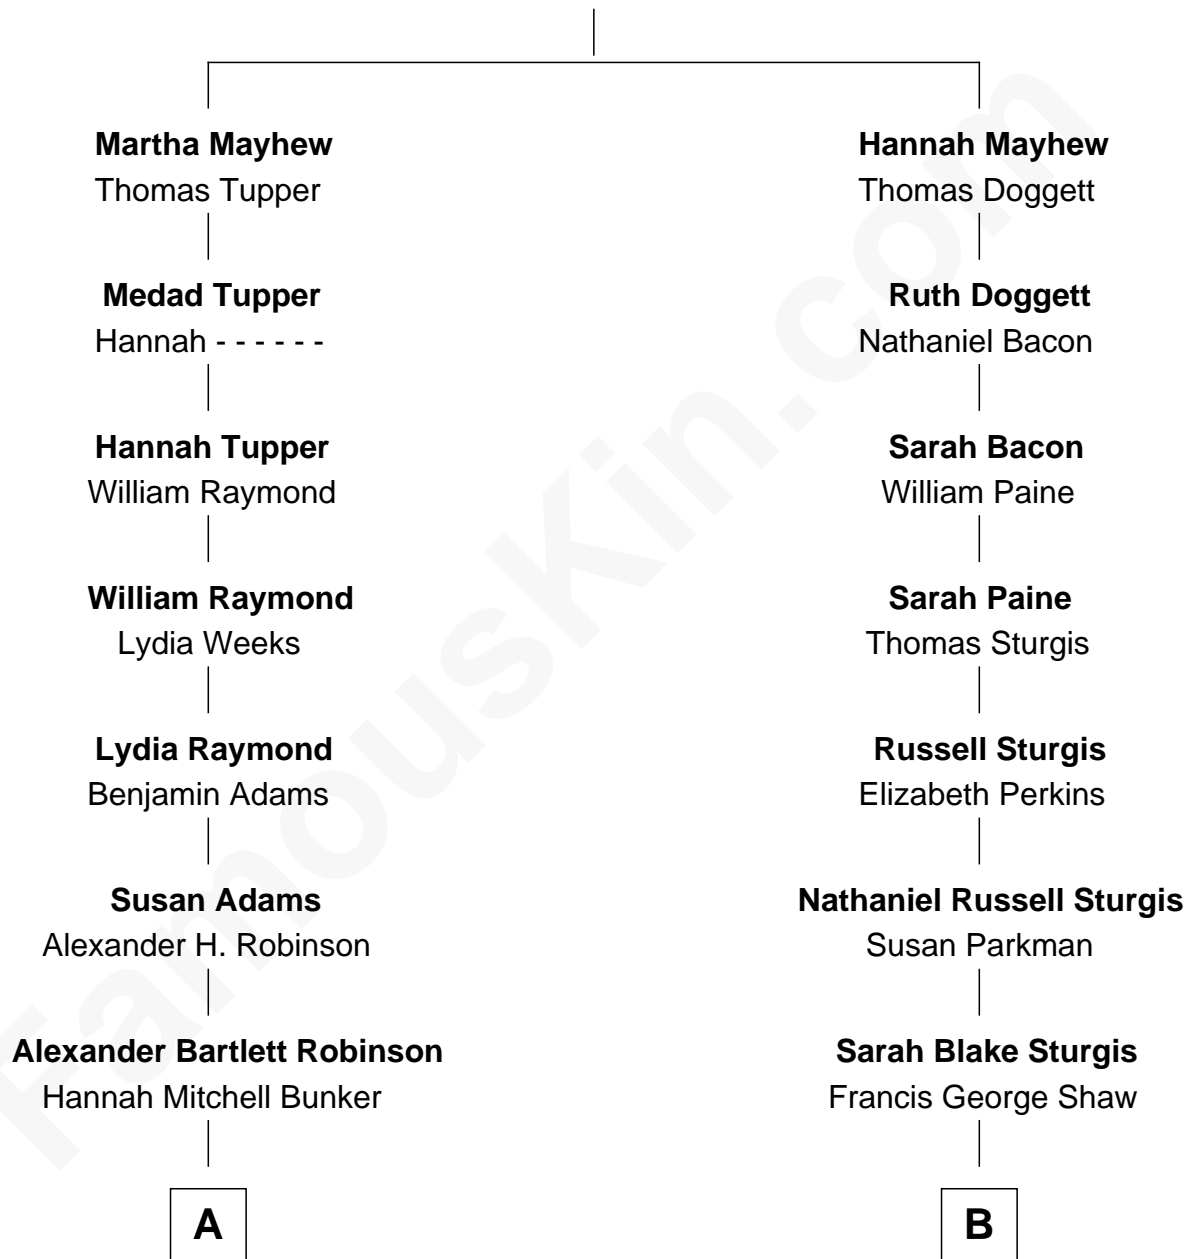 Martha Mayhew
Thomas Tupper
Medad Tupper
Hannah - - - - - -
Hannah Tupper
William Raymond
William Raymond
Lydia Weeks
Lydia Raymond
Benjamin Adams
Susan Adams
Alexander H. Robinson
Alexander Bartlett Robinson
Hannah Mitchell Bunker
A
Hannah Mayhew
Thomas Doggett
Ruth Doggett
Nathaniel Bacon
Sarah Bacon
William Paine
Sarah Paine
Thomas Sturgis
Russell Sturgis
Elizabeth Perkins
Nathaniel Russell Sturgis
Susan Parkman
Sarah Blake Sturgis
Francis George Shaw
B
FamousKin.com